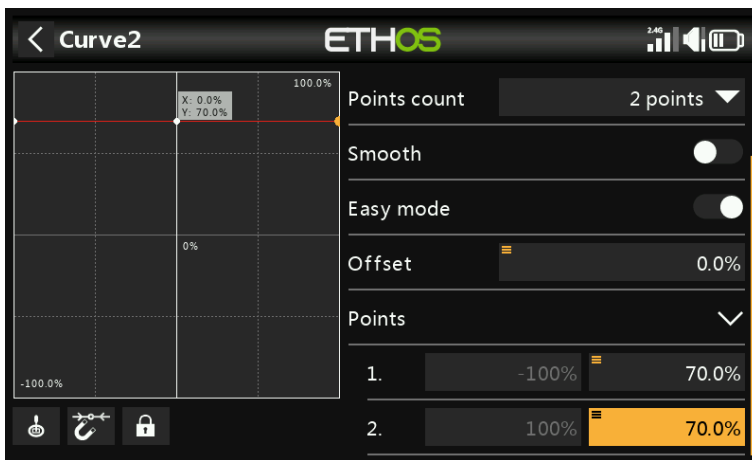 Curve2
ETHOS
2.4G
100.0%
X: 0.0%
Y: 70.0%
0%
-100.0%
Points count 2 points
Smooth
Easy mode
Offset 0.0%
Points
1. -100% 70.0%
2. 100% 70.0%